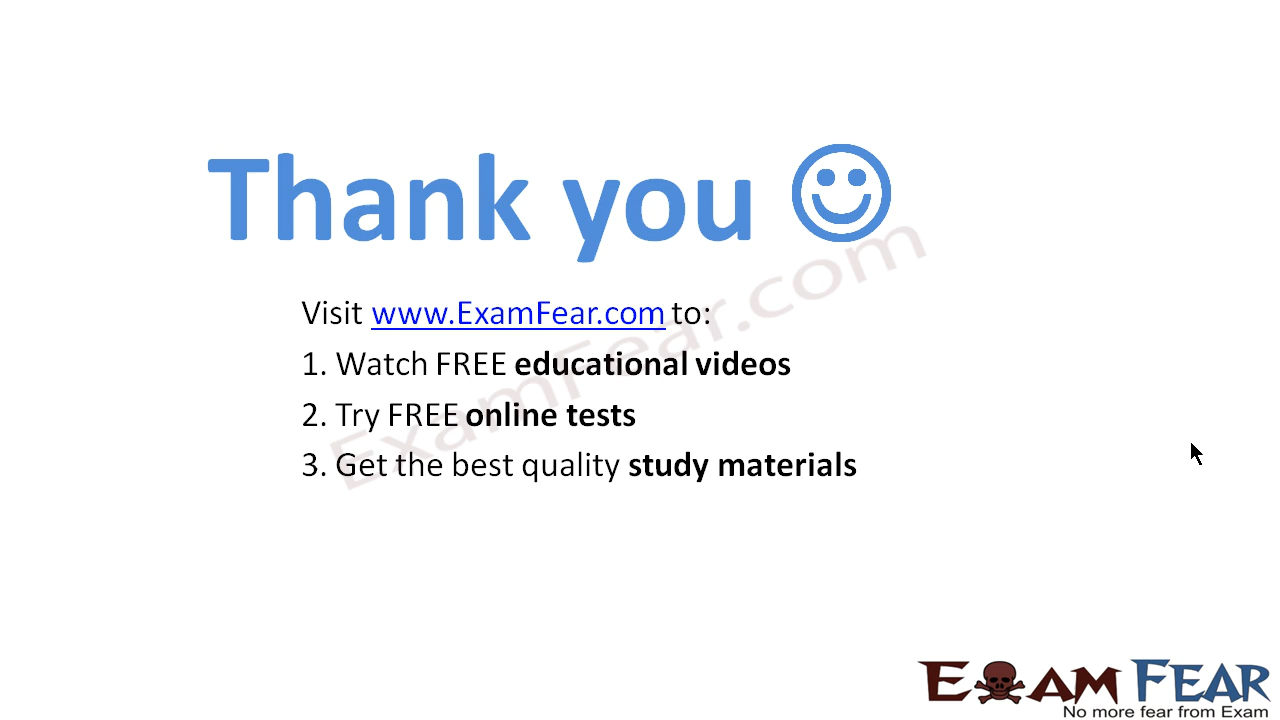 Thank you
Visit www.ExamFear.com to:
1. Watch FREE educational videos
2. Try FREE online tests
3. Get the best quality study materials
ExamFear.com
EXAM FEAR
No more fear from Exam